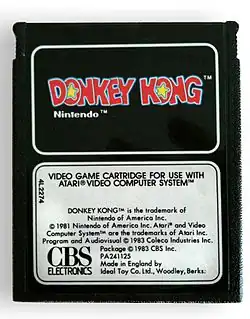 DONKEY KONG™
Nintendo™
VIDEO GAME CARTRIDGE FOR USE WITH
ATARI® VIDEO COMPUTER SYSTEM™
4L2274
DONKEY KONG™ is the trademark of
Nintendo of America Inc.
© 1981 Nintendo of America Inc. Atari® and Video
Computer System™ are the trademarks of Atari Inc.
Program and Audiovisual © 1983 Coleco Industries Inc.
Package © 1983 CBS Inc.
PA241125
Made in England by
Ideal Toy Co. Ltd., Woodley, Berks.
CBS
ELECTRONICS